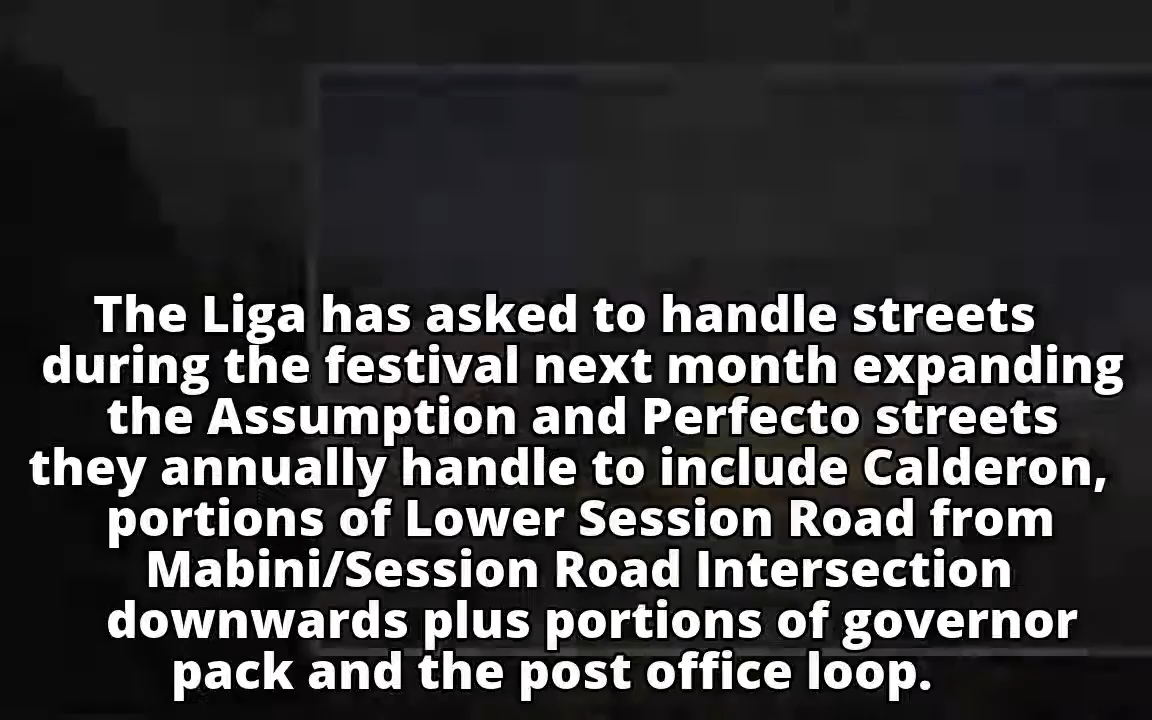 The Liga has asked to handle streets
during the festival next month expanding
the Assumption and Perfecto streets
they annually handle to include Calderon,
portions of Lower Session Road from
Mabini/Session Road Intersection
downwards plus portions of governor
pack and the post office loop.